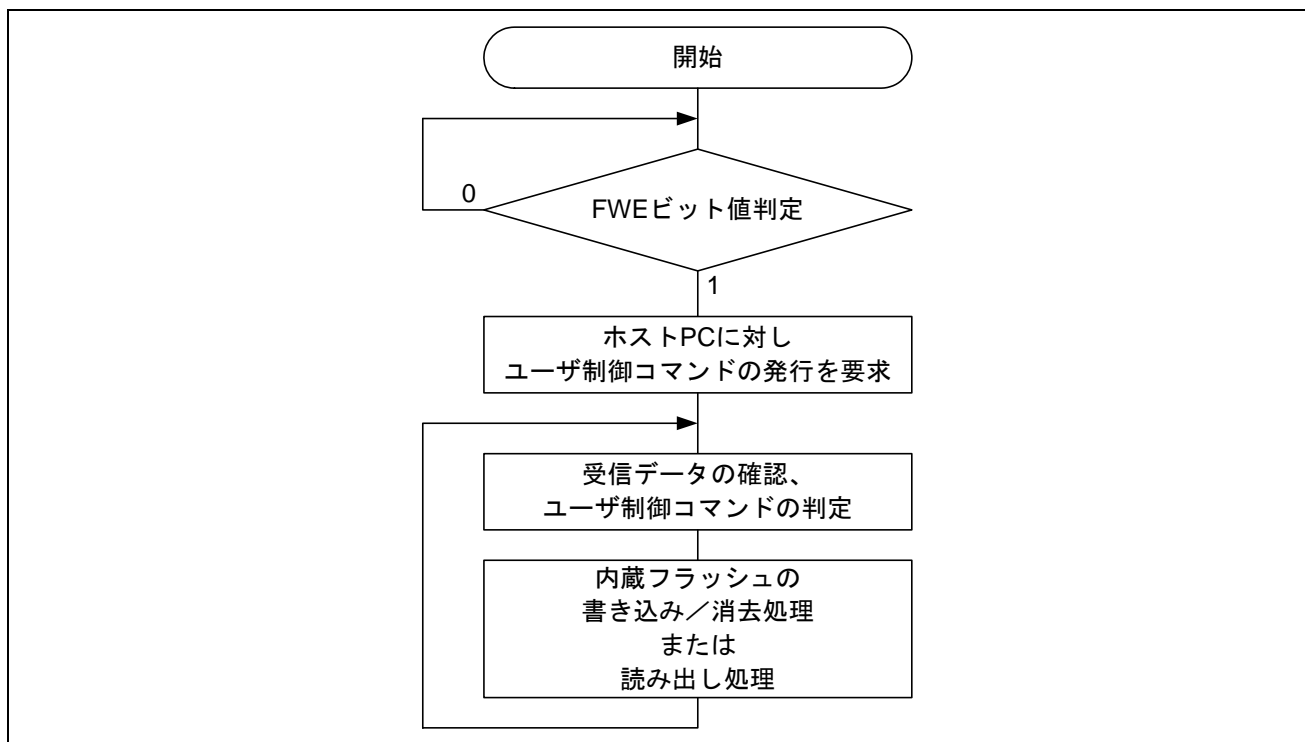 開始
0
FWEビット値判定
1
ホストPCに対し
ユーザ制御コマンドの発行を要求
受信データの確認、
ユーザ制御コマンドの判定
内蔵フラッシュの
書き込み／消去処理
または
読み出し処理